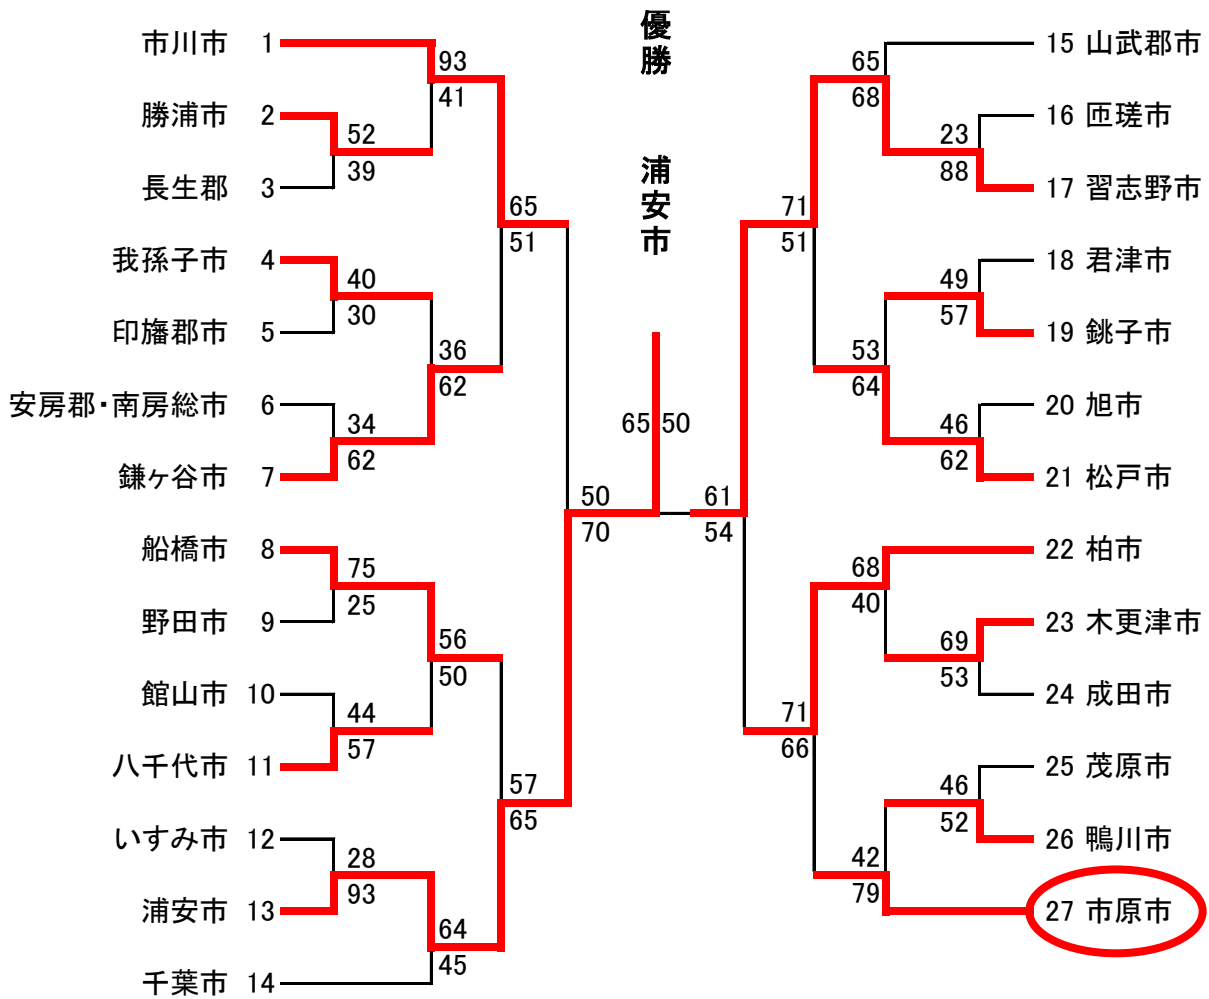 優勝
浦安市
市川市 1
勝浦市 2
長生郡 3
我孫子市 4
印旛郡市 5
安房郡・南房総市 6
鎌ヶ谷市 7
船橋市 8
野田市 9
館山市 10
八千代市 11
いすみ市 12
浦安市 13
千葉市 14
52
39
40
30
34
62
75
25
44
57
28
93
93
41
36
62
56
50
64
45
65
51
57
65
50
70
65 50
61
54
71
51
71
66
65
68
53
64
68
40
42
79
23
88
49
57
46
62
69
53
46
52
15 山武郡市
16 匝瑳市
17 習志野市
18 君津市
19 銚子市
20 旭市
21 松戸市
22 柏市
23 木更津市
24 成田市
25 茂原市
26 鴨川市
27 市原市